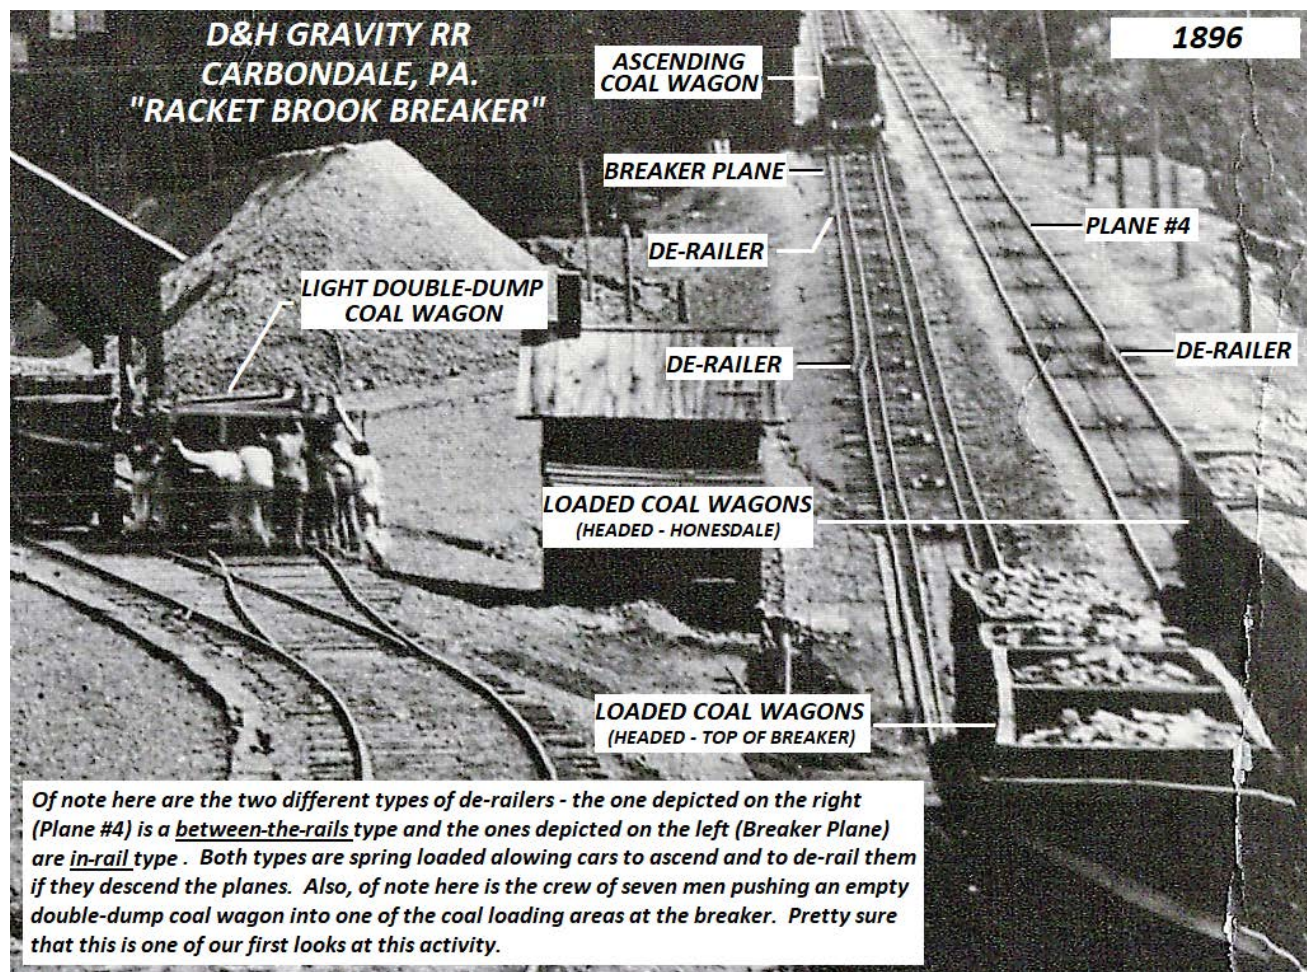 D&H GRAVITY RR
CARBONDALE, PA.
"RACKET BROOK BREAKER"
1896
ASCENDING
COAL WAGON
BREAKER PLANE
PLANE #4
DE-RAILER
LIGHT DOUBLE-DUMP
COAL WAGON
DE-RAILER
DE-RAILER
LOADED COAL WAGONS
(HEADED - HONESDALE)
LOADED COAL WAGONS
(HEADED - TOP OF BREAKER)
Of note here are the two different types of de-railers - the one depicted on the right
(Plane #4) is a between-the-rails type and the ones depicted on the left (Breaker Plane)
are in-rail type . Both types are spring loaded alowing cars to ascend and to de-rail them
if they descend the planes. Also, of note here is the crew of seven men pushing an empty
double-dump coal wagon into one of the coal loading areas at the breaker. Pretty sure
that this is one of our first looks at this activity.